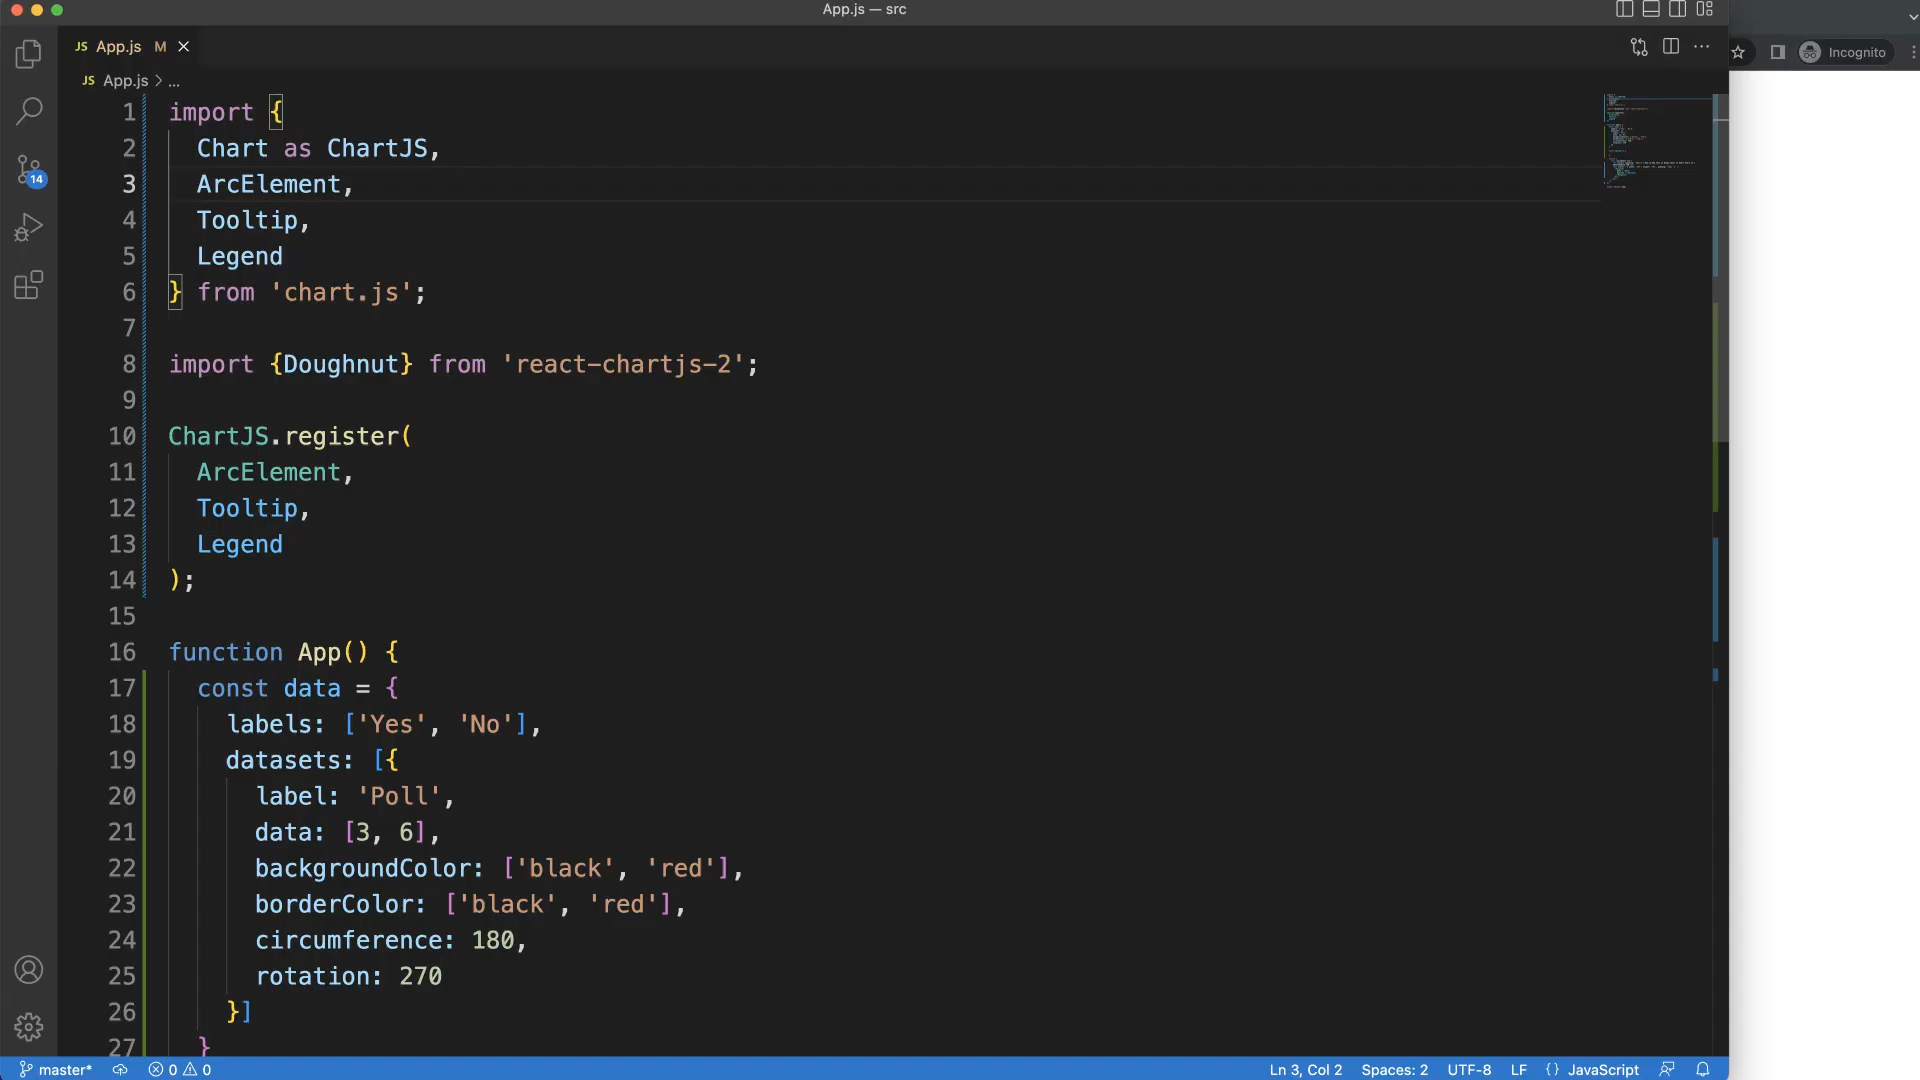 App.js — src
JS App.js M
Incognito
JS App.js > ...
1 import {
2 Chart as ChartJS,
3 ArcElement,
4 Tooltip,
5 Legend
6 } from 'chart.js';
7
8 import {Doughnut} from 'react-chartjs-2';
9
10 ChartJS.register(
11 ArcElement,
12 Tooltip,
13 Legend
14 );
15
16 function App() {
17 const data = {
18 labels: ['Yes', 'No'],
19 datasets: [{
20 label: 'Poll',
21 data: [3, 6],
22 backgroundColor: ['black', 'red'],
23 borderColor: ['black', 'red'],
24 circumference: 180,
25 rotation: 270
26 }]
27 }
14
master* 0 0 Ln 3, Col 2 Spaces: 2 UTF-8 LF {} JavaScript